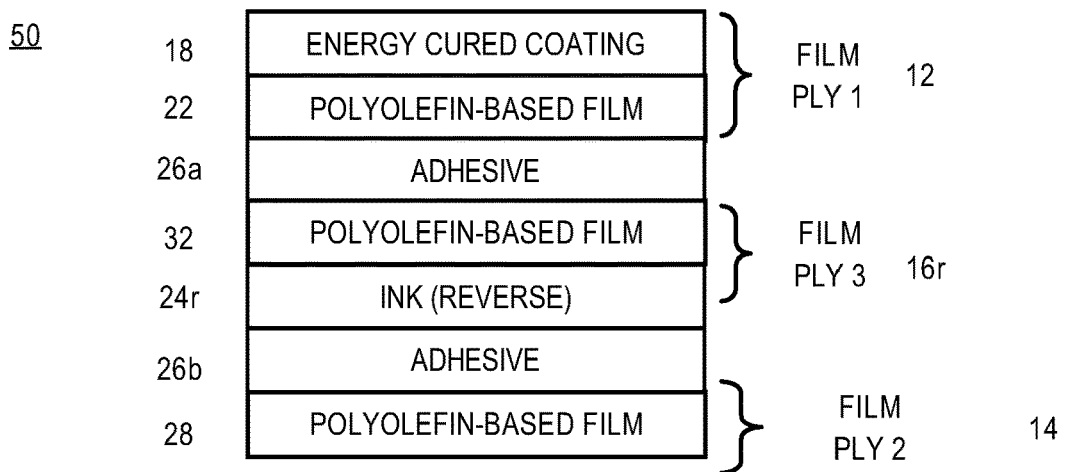 50
18 ENERGY CURED COATING
22 POLYOLEFIN-BASED FILM
FILM
PLY 1 12
26a ADHESIVE
32 POLYOLEFIN-BASED FILM
24r INK (REVERSE)
FILM
PLY 3 16r
26b ADHESIVE
28 POLYOLEFIN-BASED FILM
FILM
PLY 2 14